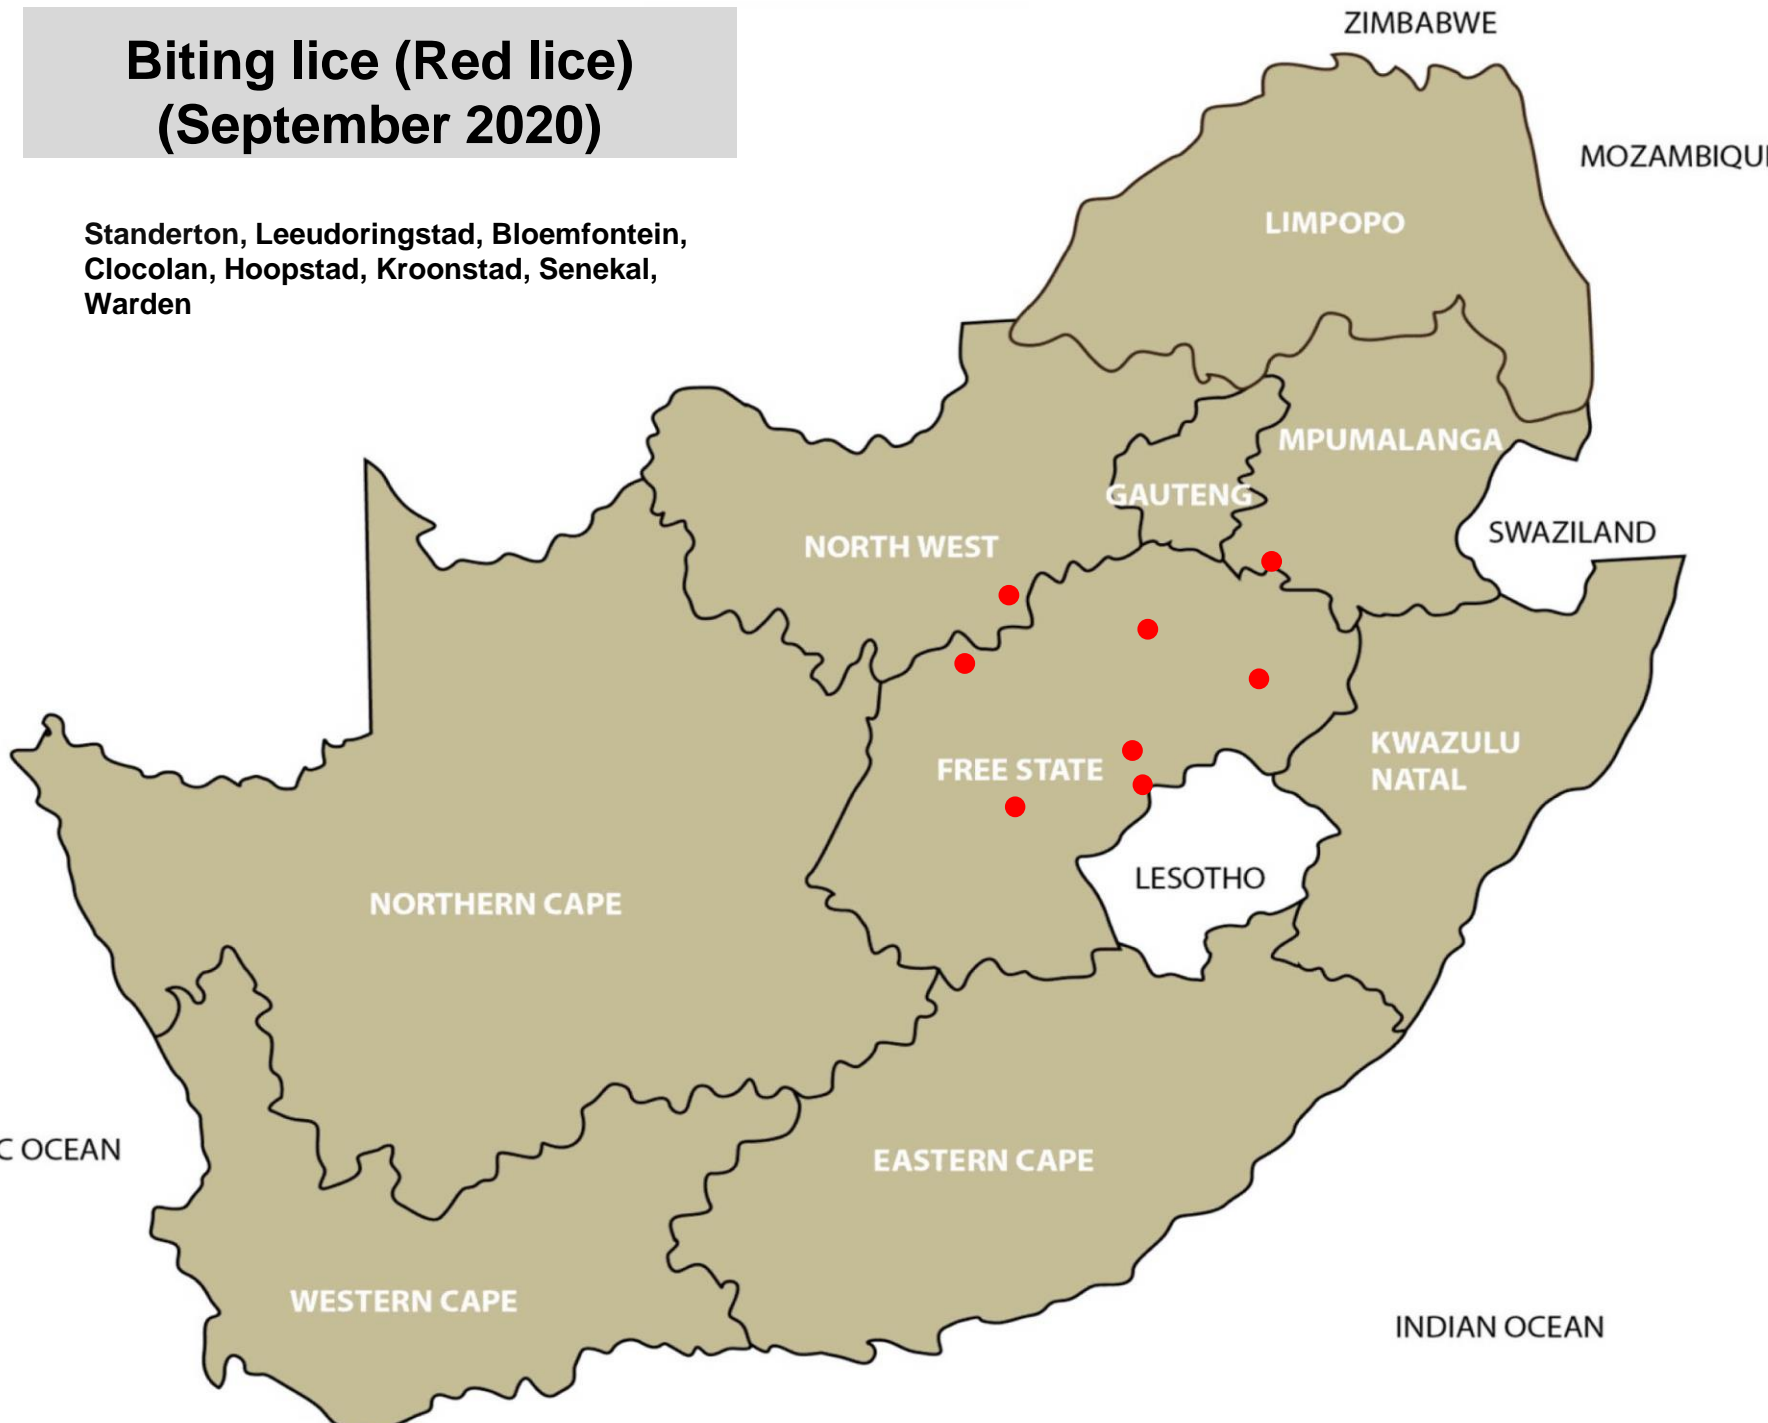 Biting lice (Red lice)
(September 2020)
Standerton, Leeudoringstad, Bloemfontein,
Clocolan, Hoopstad, Kroonstad, Senekal,
Warden
ZIMBABWE
MOZAMBIQU
LIMPOPO
MPUMALANGA
GAUTENG
SWAZILAND
NORTH WEST
KWAZULU
NATAL
FREE STATE
LESOTHO
NORTHERN CAPE
C OCEAN
EASTERN CAPE
WESTERN CAPE
INDIAN OCEAN